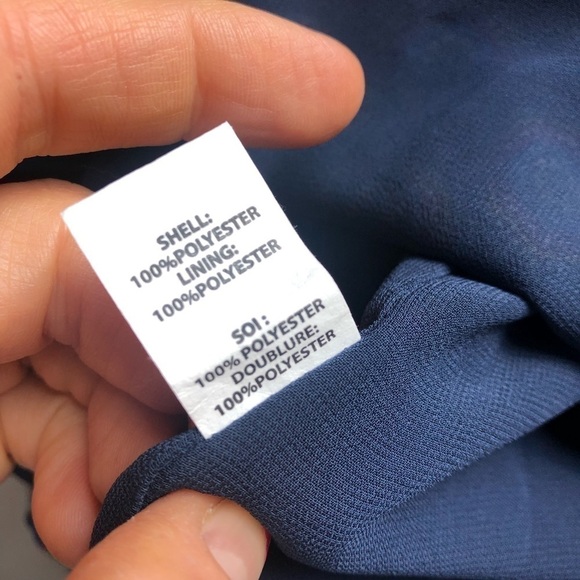 SHELL:
100%POLYESTER
LINING:
100%POLYESTER
SOI :
100% POLYESTER
DOUBLURE:
100%POLYESTER